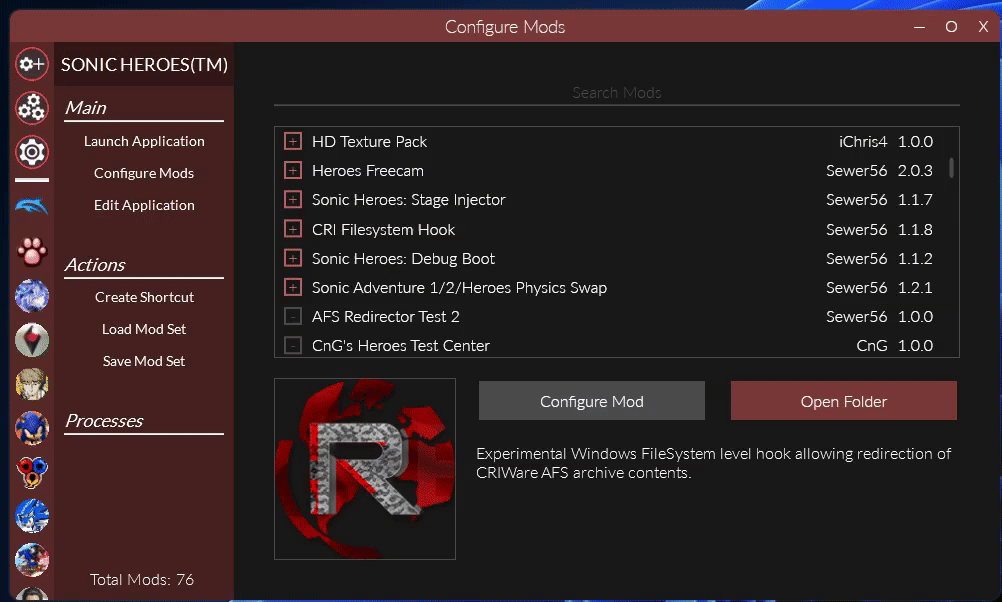 Configure Mods
SONIC HEROES(TM)
Main
Launch Application
Configure Mods
Edit Application
Actions
Create Shortcut
Load Mod Set
Save Mod Set
Processes
Total Mods: 76
Search Mods
HD Texture Pack iChris4 1.0.0
Heroes Freecam Sewer56 2.0.3
Sonic Heroes: Stage Injector Sewer56 1.1.7
CRI Filesystem Hook Sewer56 1.1.8
Sonic Heroes: Debug Boot Sewer56 1.1.2
Sonic Adventure 1/2/Heroes Physics Swap Sewer56 1.2.1
AFS Redirector Test 2 Sewer56 1.0.0
CnG's Heroes Test Center CnG 1.0.0
Configure Mod
Open Folder
Experimental Windows FileSystem level hook allowing redirection of
CRIWare AFS archive contents.